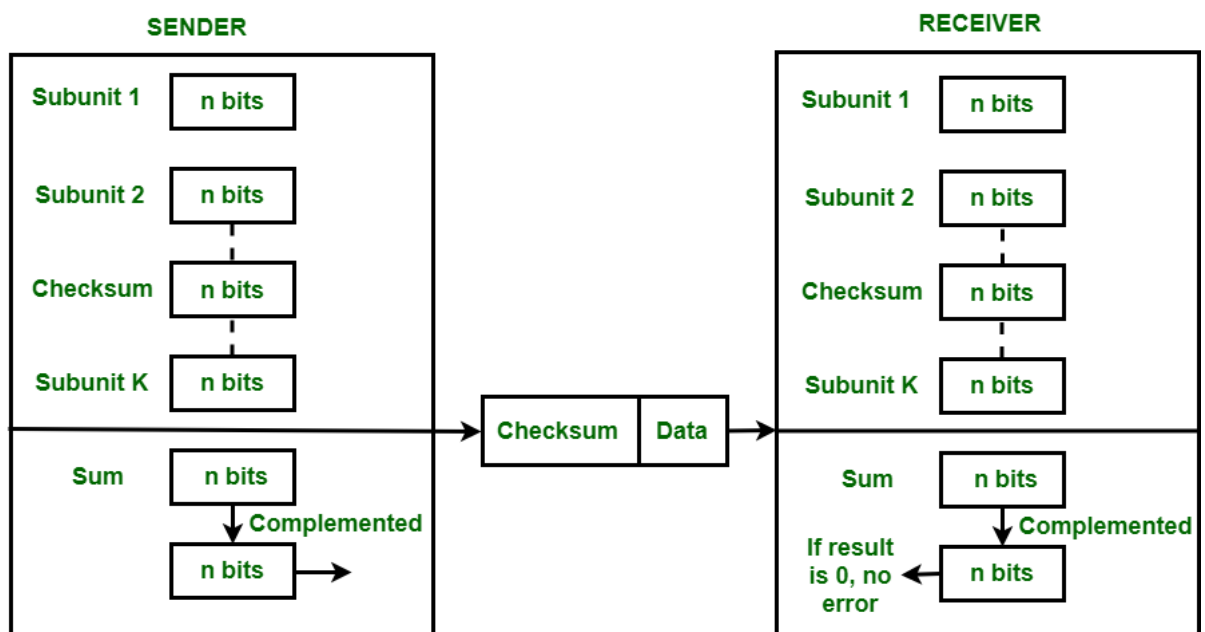 SENDER
Subunit 1
n bits
Subunit 2
n bits
Checksum
n bits
Subunit K
n bits
Sum
n bits
Complemented
n bits
Checksum
Data
RECEIVER
Subunit 1
n bits
Subunit 2
n bits
Checksum
n bits
Subunit K
n bits
Sum
n bits
Complemented
If result
is 0, no
error
n bits